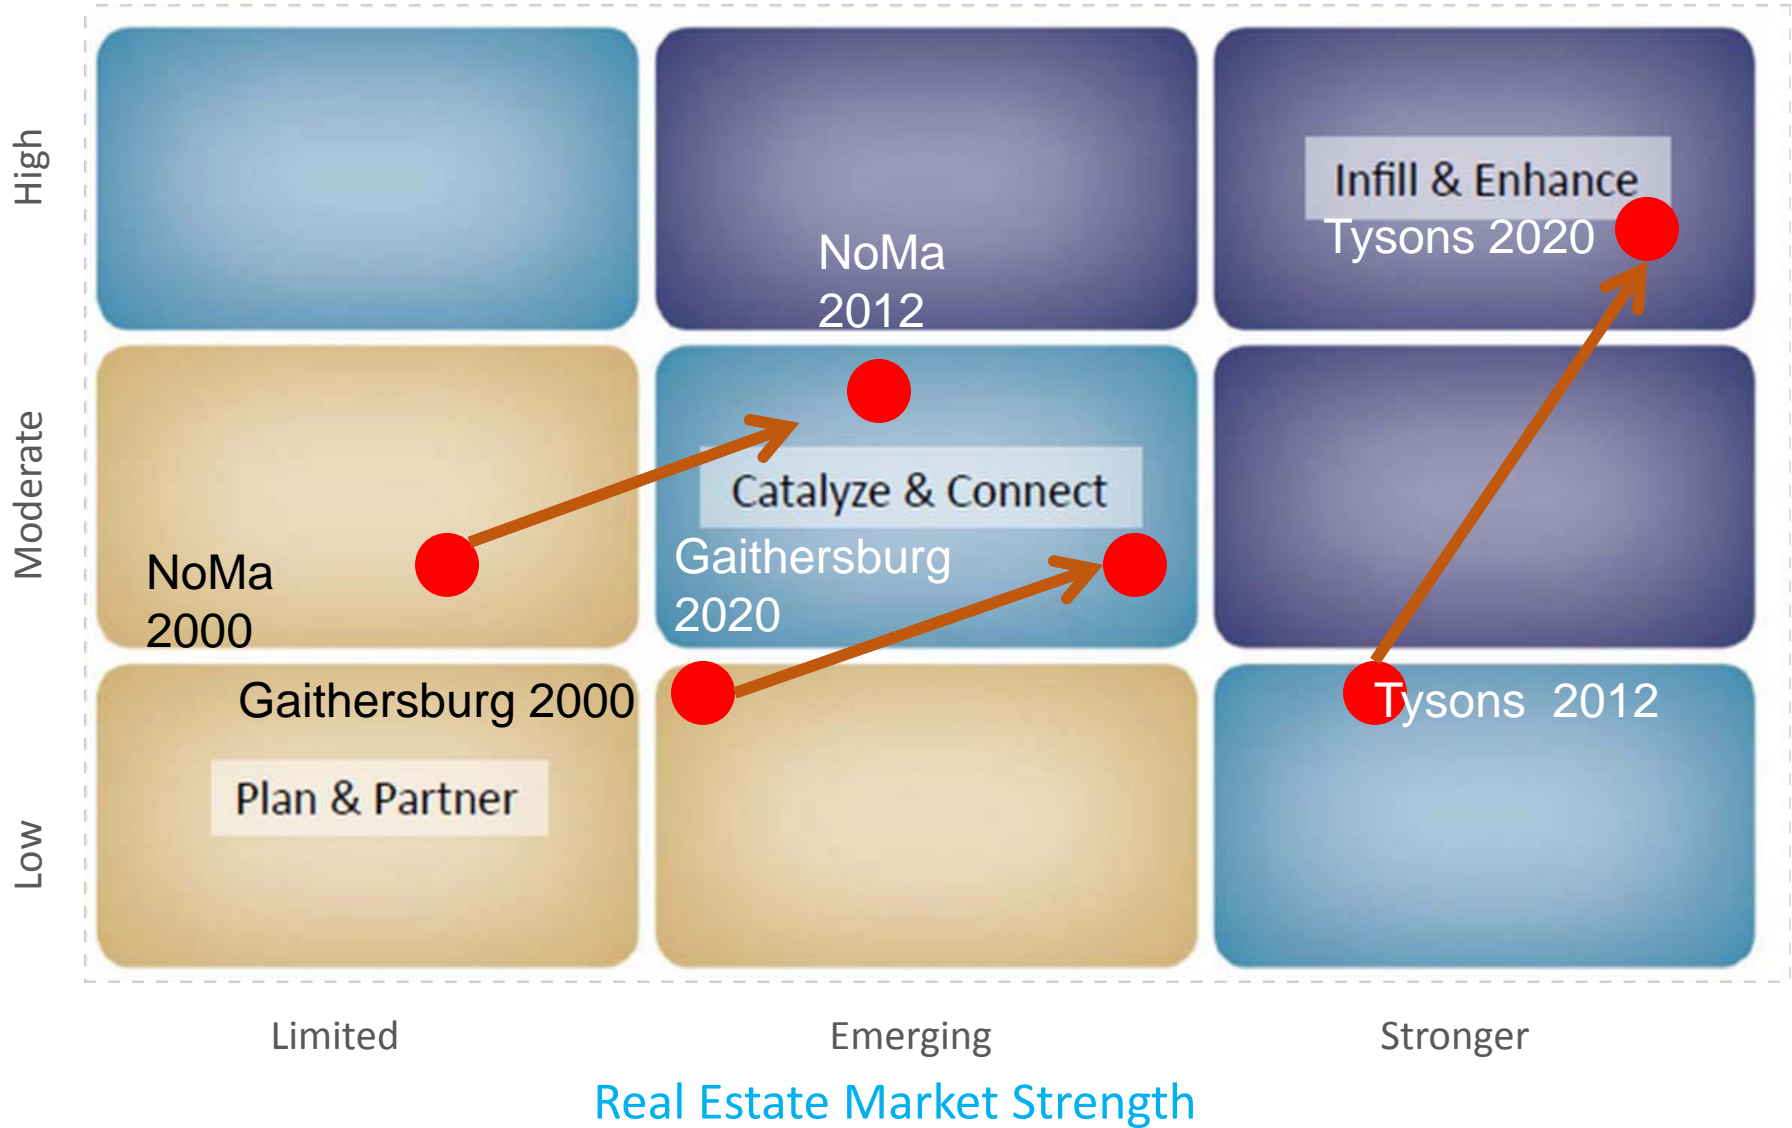 High
Infill & Enhance
Tysons 2020
NoMa
2012
Moderate
Catalyze & Connect
Gaithersburg
2020
NoMa
2000
Gaithersburg 2000
Tysons  2012
Plan & Partner
Low
Limited
Emerging
Stronger
Real Estate Market Strength